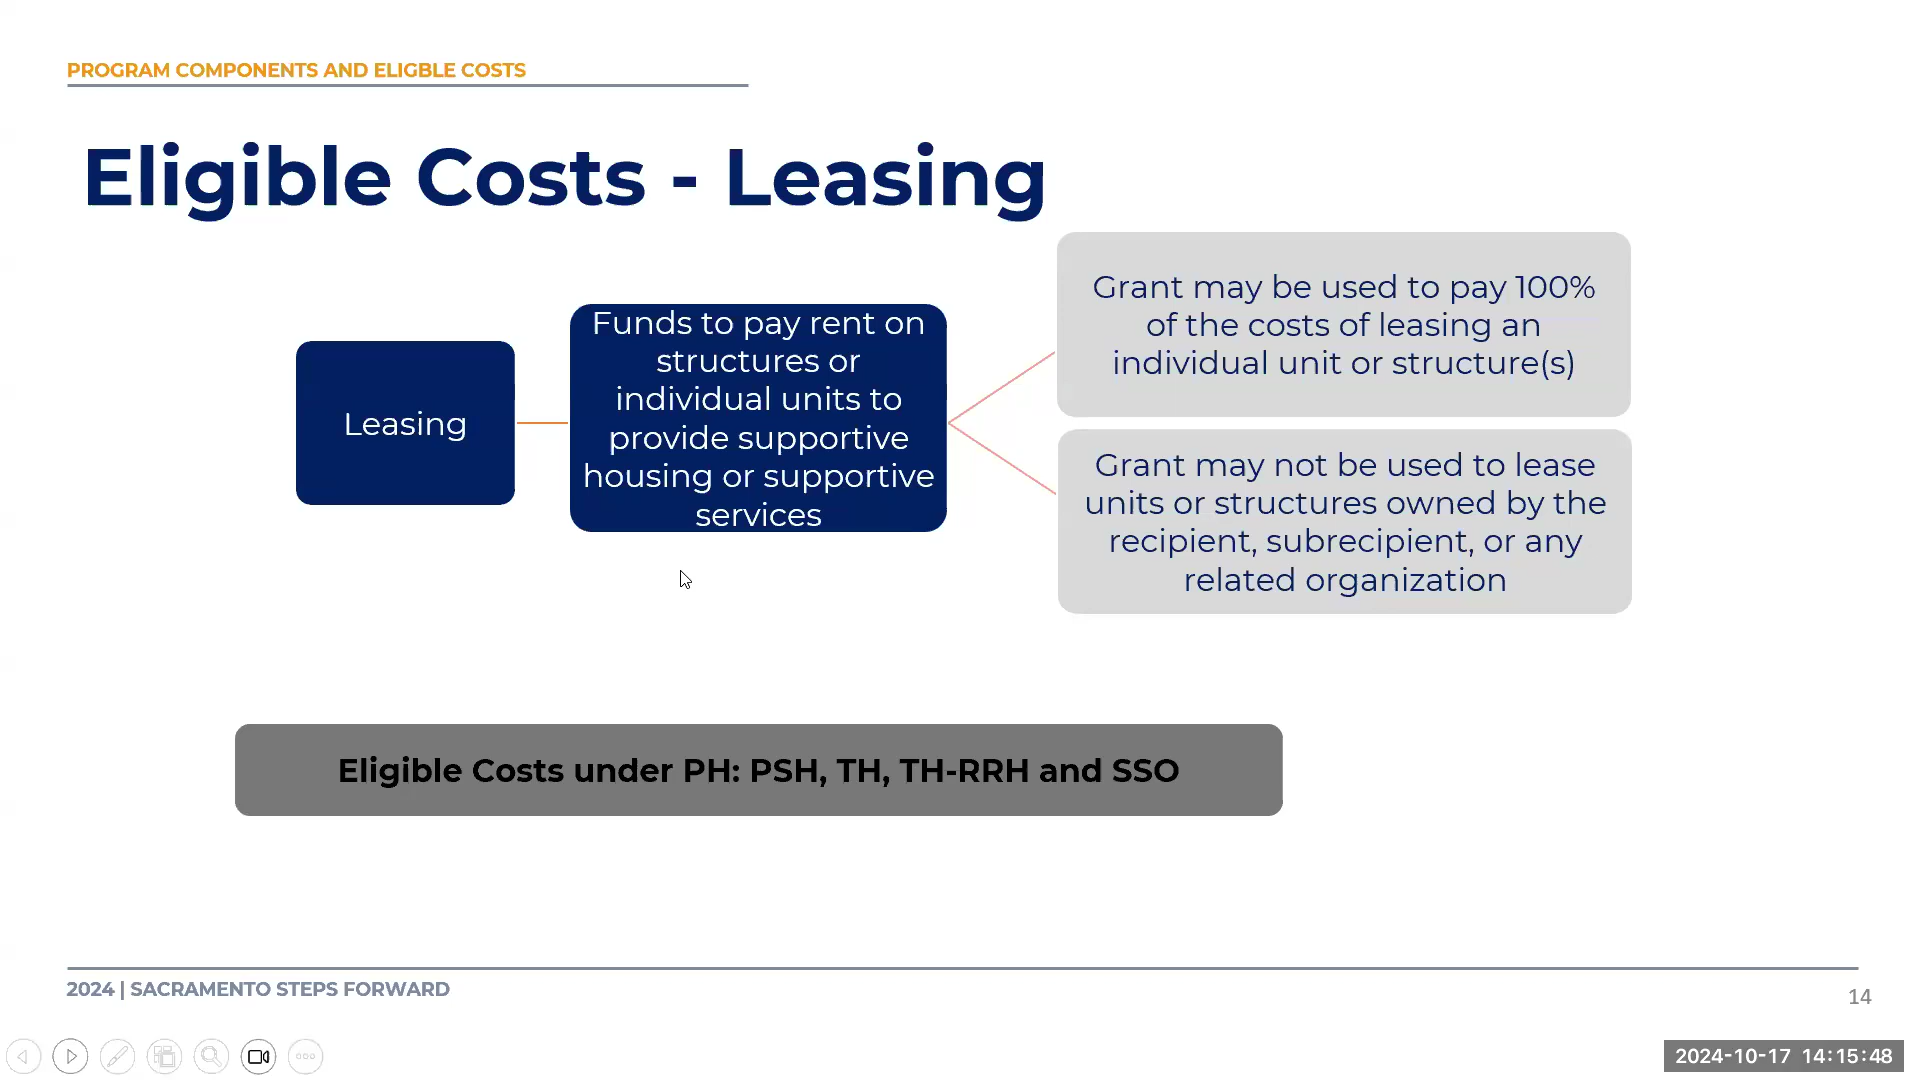 PROGRAM COMPONENTS AND ELIGBLE COSTS
Eligible Costs - Leasing
Leasing
Funds to pay rent on
structures or
individual units to
provide supportive
housing or supportive
services
Grant may be used to pay 100%
of the costs of leasing an
individual unit or structure(s)
Grant may not be used to lease
units or structures owned by the
recipient, subrecipient, or any
related organization
Eligible Costs under PH: PSH, TH, TH-RRH and SSO
2024 | SACRAMENTO STEPS FORWARD
14
2024-10-17 14:15:48